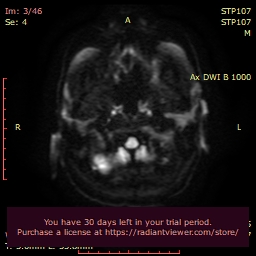 Im: 3/46
Se: 4
A
STP107
STP107
M
Ax DWI B 1000
R
L
You have 30 days left in your trial period.
Purchase a license at https://radiantviewer.com/store/